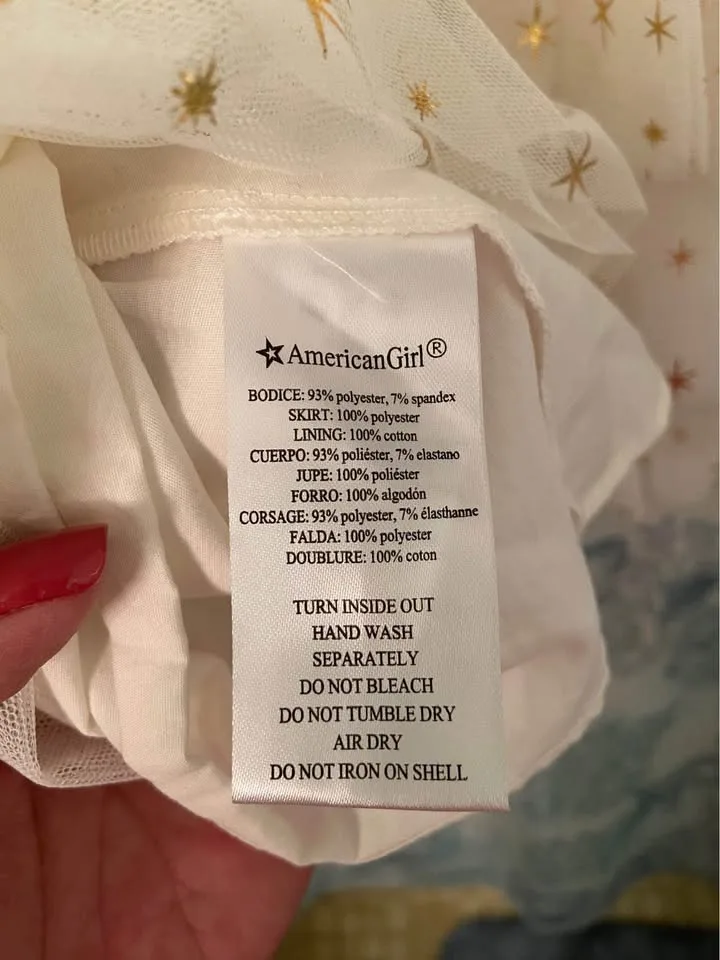 AmericanGirl®
BODICE: 93% polyester, 7% spandex
SKIRT: 100% polyester
LINING: 100% cotton
CUERPO: 93% poliéster, 7% elastano
JUPE: 100% poliéster
FORRO: 100% algodón
CORSAGE: 93% polyester, 7% élasthanne
FALDA: 100% polyester
DOUBLURE: 100% coton
TURN INSIDE OUT
HAND WASH
SEPARATELY
DO NOT BLEACH
DO NOT TUMBLE DRY
AIR DRY
DO NOT IRON ON SHELL